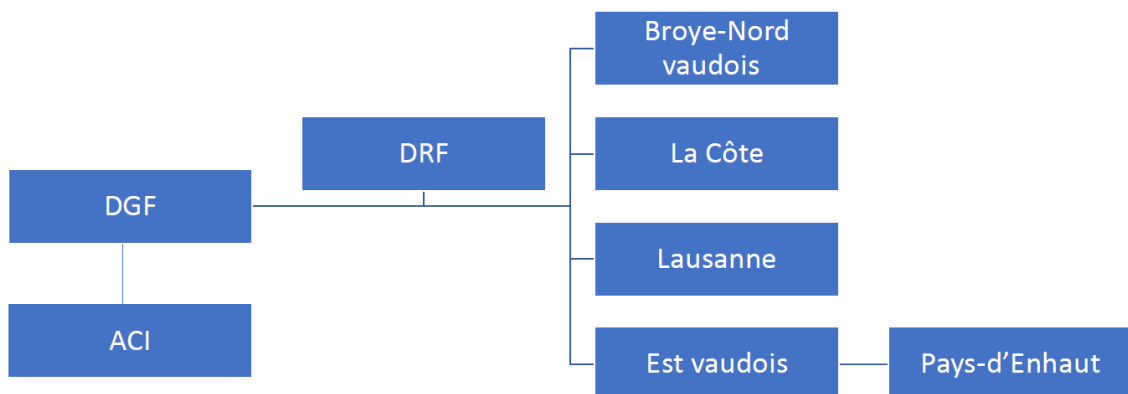 Broye-Nord
vaudois
DRF
La Côte
DGF
Lausanne
ACI
Est vaudois
Pays-d’Enhaut